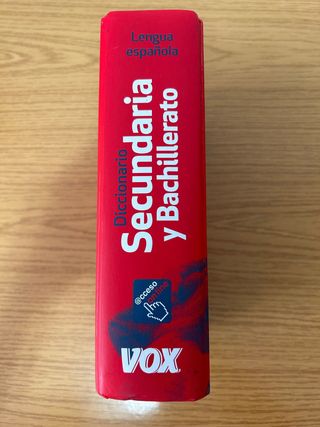 Lengua
española
Diccionario
Secundaria
y Bachillerato
@cceso
VOX